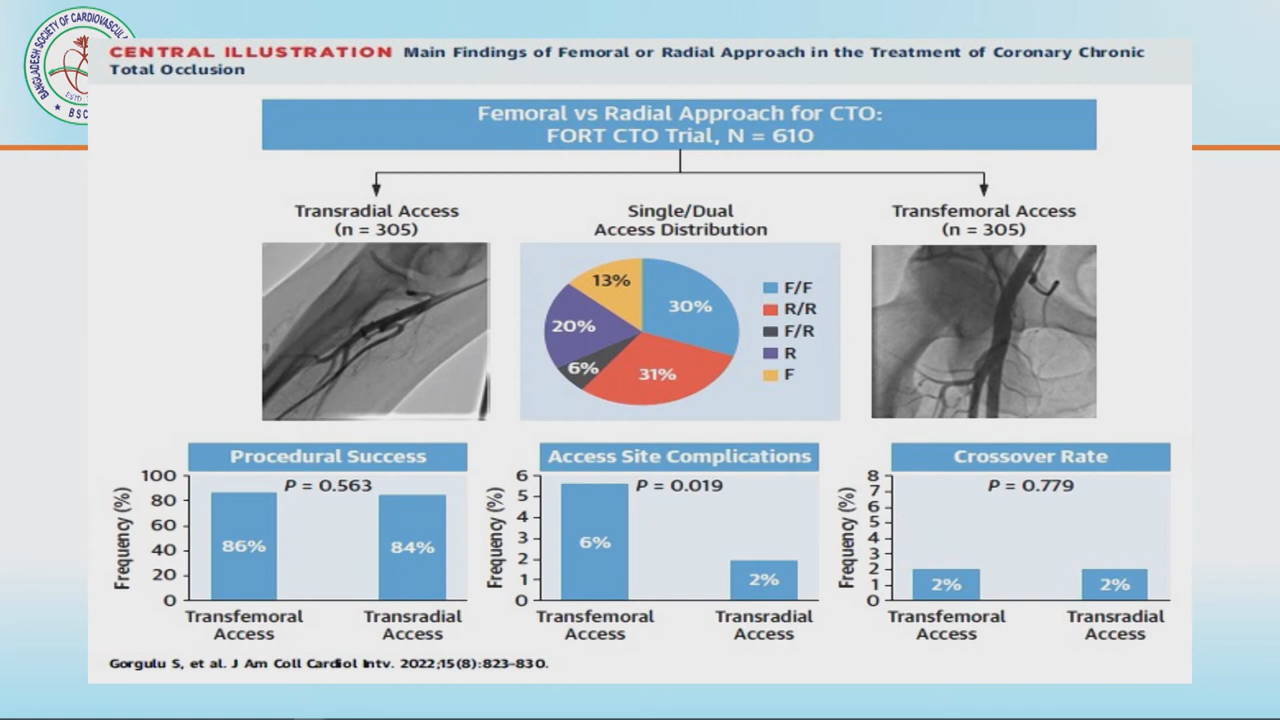 BANGLADESH SOCIETY OF CARDIOVASCULA
BSC
CENTRAL ILLUSTRATION Main Findings of Femoral or Radial Approach in the Treatment of Coronary Chronic
Total Occlusion
Femoral vs Radial Approach for CTO:
FORT CTO Trial, N = 610
Transradial Access
(n = 305)
Single/Dual
Access Distribution
Transfemoral Access
(n = 305)
13%
30%
20%
6%
31%
F/F
R/R
F/R
R
F
Procedural Success
P = 0.563
Frequency (%)
100
80
60
40
20
0
86%
84%
Transfemoral
Access
Transradial
Access
Access Site Complications
P = 0.019
Frequency (%)
6
5
4
3
2
1
0
6%
2%
Transfemoral
Access
Transradial
Access
Crossover Rate
P = 0.779
Frequency (%)
8
7
6
5
4
3
2
1
0
2%
2%
Transfemoral
Access
Transradial
Access
Gorgulu S, et al. J Am Coll Cardiol Intv. 2022;15(8):823–830.